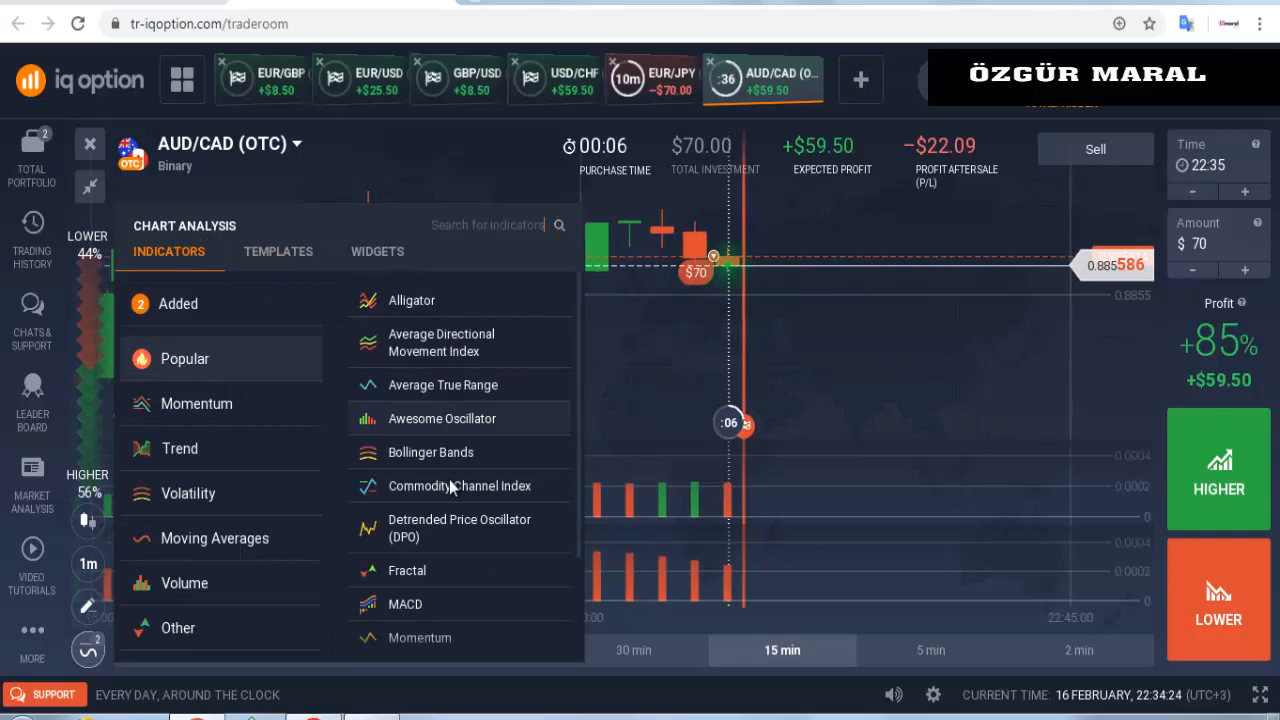 tr-iqoption.com/traderoom
iq option
EUR/GBP
+$8.50
EUR/USD
+$25.50
GBP/USD
+$8.50
USD/CHF
+$59.50
10m
EUR/JPY
−$70.00
:36
AUD/CAD (O...
+$59.50
ÖZGÜR MARAL
2
TOTAL
PORTFOLIO
TRADING
HISTORY
CHATS &
SUPPORT
LEADER
BOARD
MARKET
ANALYSIS
VIDEO
TUTORIALS
MORE
OTC
AUD/CAD (OTC)
Binary
00:06
PURCHASE TIME
$70.00
TOTAL INVESTMENT
+$59.50
EXPECTED PROFIT
−$22.09
PROFIT AFTER SALE
(P/L)
Sell
LOWER
44%
HIGHER
56%
1m
2
CHART ANALYSIS
Search for indicators
INDICATORS
TEMPLATES
WIDGETS
2
Added
Popular
Momentum
Trend
Volatility
Moving Averages
Volume
Other
Alligator
Average Directional
Movement Index
Average True Range
Awesome Oscillator
Bollinger Bands
Commodity Channel Index
Detrended Price Oscillator
(DPO)
Fractal
MACD
Momentum
$70
:06
0.885586
0.8855
0.0004
0.0002
0
0.0004
0.0002
0
22:45:00
30 min
15 min
5 min
2 min
Time
22:35
−
+
Amount
$ 70
−
+
Profit
+85%
+$59.50
HIGHER
LOWER
SUPPORT
EVERY DAY, AROUND THE CLOCK
CURRENT TIME: 16 FEBRUARY, 22:34:24 (UTC+3)